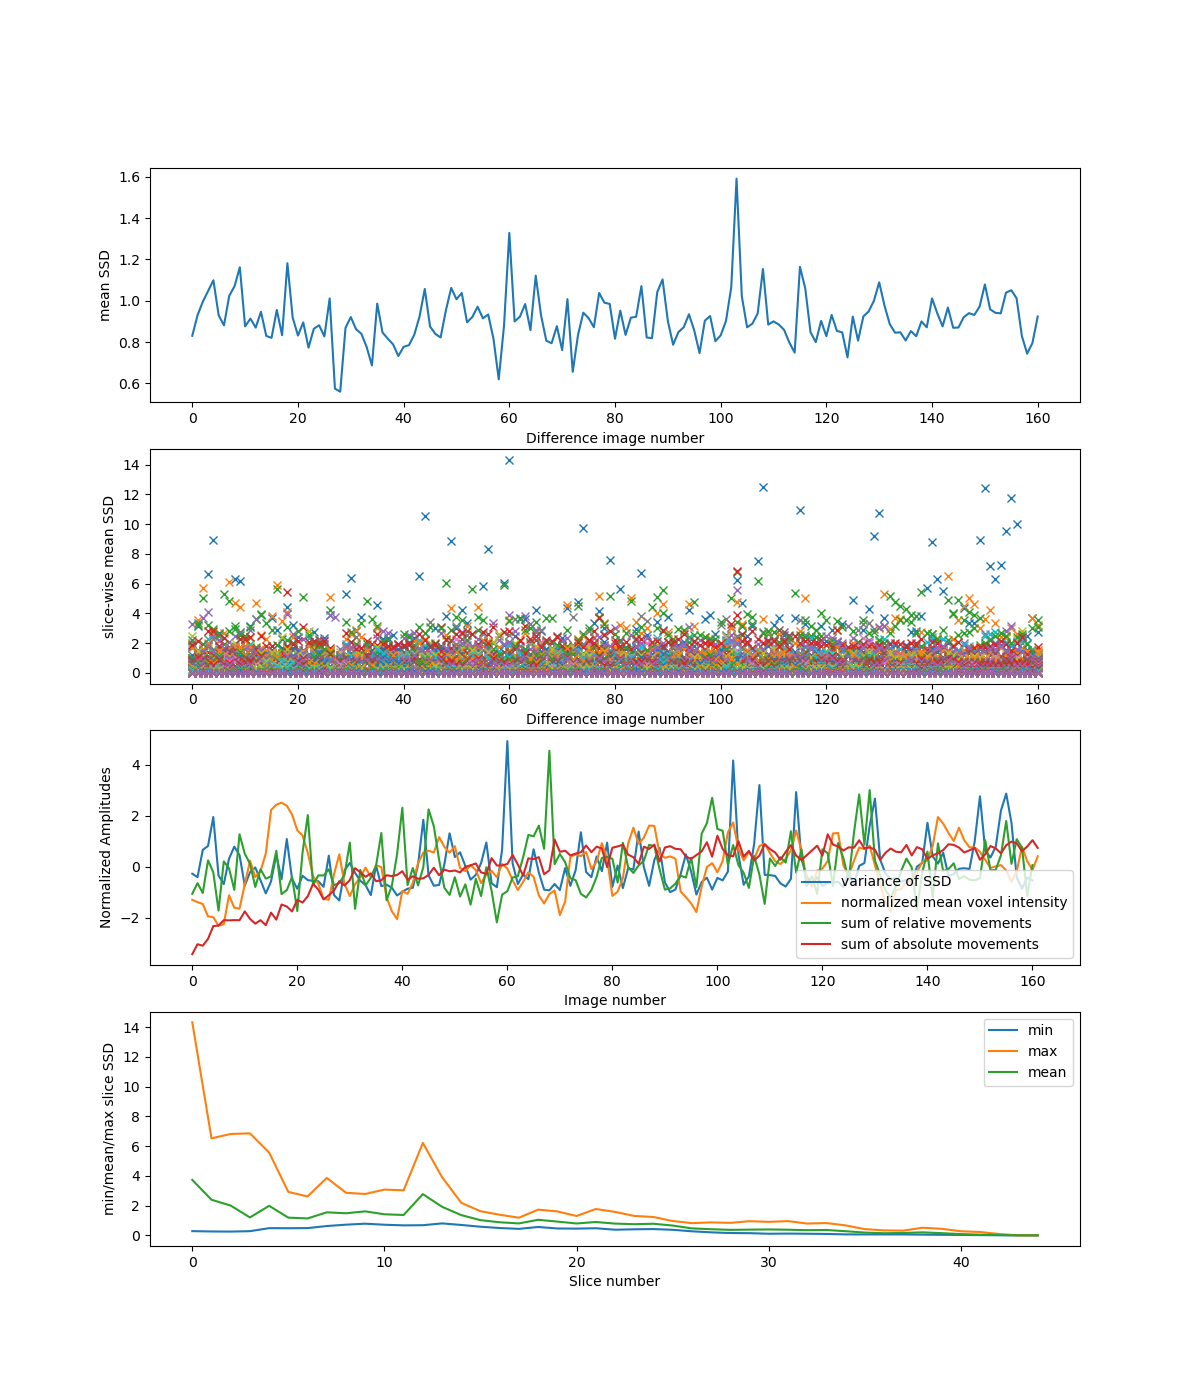 mean SSD
1.6
1.4
1.2
1.0
0.8
0.6
0 20 40 60 80 100 120 140 160
Difference image number
slice-wise mean SSD
14
12
10
8
6
4
2
0
0 20 40 60 80 100 120 140 160
Difference image number
Normalized Amplitudes
4
2
0
−2
variance of SSD
normalized mean voxel intensity
sum of relative movements
sum of absolute movements
0 20 40 60 80 100 120 140 160
Image number
min/mean/max slice SSD
14
12
10
8
6
4
2
0
min
max
mean
0 10 20 30 40
Slice number